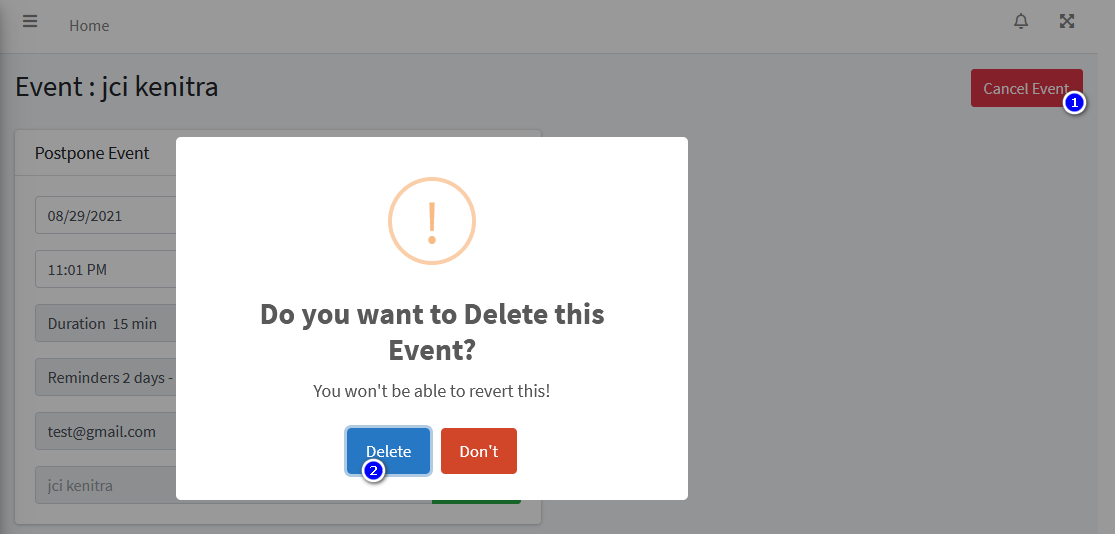 Home
Event : jci kenitra
Cancel Event
1
Postpone Event
08/29/2021
11:01 PM
Duration 15 min
Reminders 2 days -
test@gmail.com
jci kenitra
!
Do you want to Delete this
Event?
You won't be able to revert this!
Delete
Don't
2